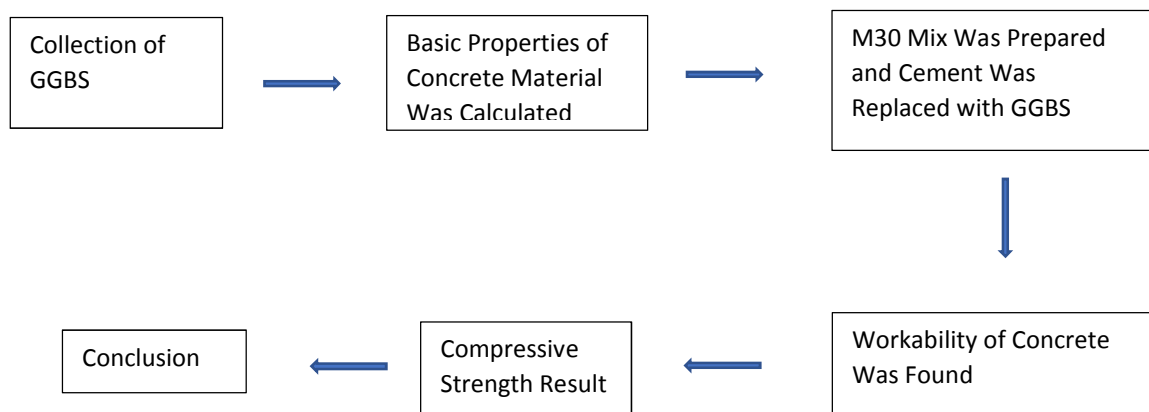 Collection of
GGBS
Basic Properties of
Concrete Material
Was Calculated
M30 Mix Was Prepared
and Cement Was
Replaced with GGBS
Workability of Concrete
Was Found
Compressive
Strength Result
Conclusion